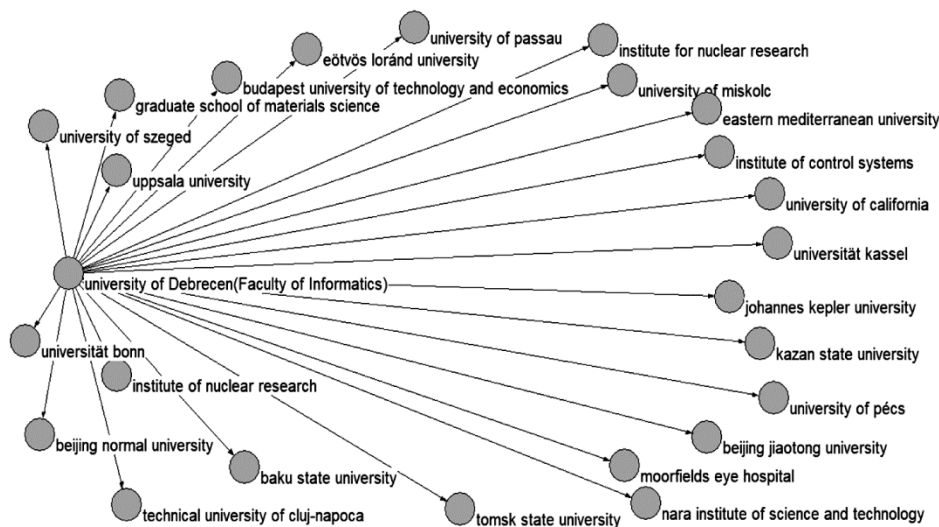 university of passau
eötvös loránd university
institute for nuclear research
budapest university of technology and economics
university of miskolc
graduate school of materials science
eastern mediterranean university
university of szeged
institute of control systems
uppsala university
university of california
universität kassel
university of Debrecen(Faculty of Informatics)
johannes kepler university
universität bonn
kazan state university
institute of nuclear research
university of pécs
beijing normal university
beijing jiaotong university
baku state university
moorfields eye hospital
technical university of cluj-napoca
tomsk state university
nara institute of science and technology